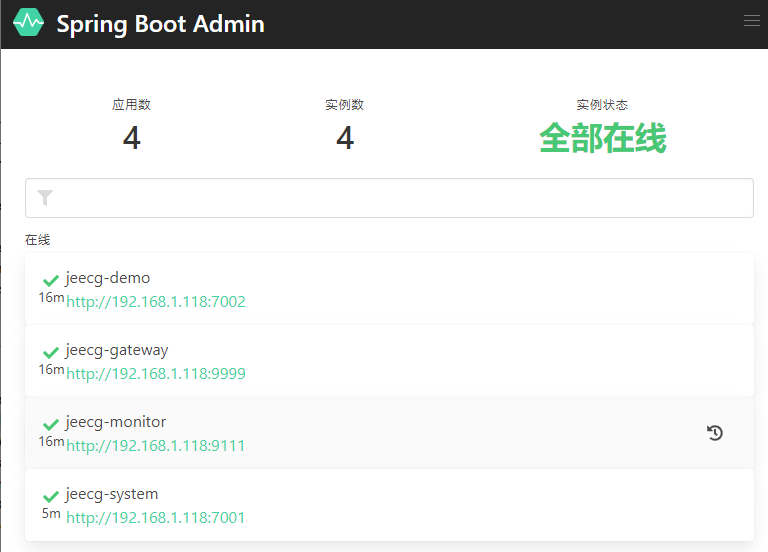 Spring Boot Admin
应用数
4
实例数
4
实例状态
全部在线
在线
jeecg-demo
16m
http://192.168.1.118:7002
jeecg-gateway
16m
http://192.168.1.118:9999
jeecg-monitor
16m
http://192.168.1.118:9111
jeecg-system
5m
http://192.168.1.118:7001